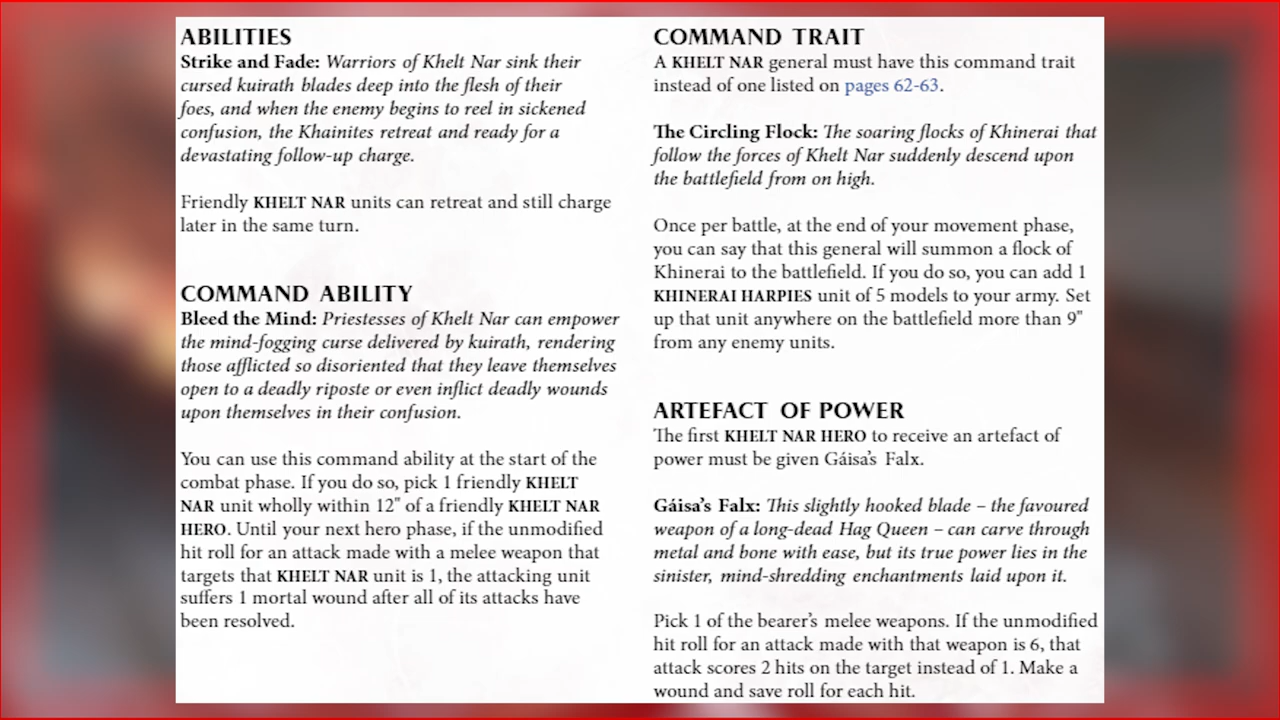 ABILITIES
Strike and Fade: Warriors of Khelt Nar sink their
cursed kuirath blades deep into the flesh of their
foes, and when the enemy begins to reel in sickened
confusion, the Khainites retreat and ready for a
devastating follow-up charge.
Friendly KHELT NAR units can retreat and still charge
later in the same turn.
COMMAND ABILITY
Bleed the Mind: Priestesses of Khelt Nar can empower
the mind-fogging curse delivered by kuirath, rendering
those afflicted so disoriented that they leave themselves
open to a deadly riposte or even inflict deadly wounds
upon themselves in their confusion.
You can use this command ability at the start of the
combat phase. If you do so, pick 1 friendly KHELT
NAR unit wholly within 12" of a friendly KHELT NAR
HERO. Until your next hero phase, if the unmodified
hit roll for an attack made with a melee weapon that
targets that KHELT NAR unit is 1, the attacking unit
suffers 1 mortal wound after all of its attacks have
been resolved.
COMMAND TRAIT
A KHELT NAR general must have this command trait
instead of one listed on pages 62-63.
The Circling Flock: The soaring flocks of Khinerai that
follow the forces of Khelt Nar suddenly descend upon
the battlefield from on high.
Once per battle, at the end of your movement phase,
you can say that this general will summon a flock of
Khinerai to the battlefield. If you do so, you can add 1
KHINERAI HARPIES unit of 5 models to your army. Set
up that unit anywhere on the battlefield more than 9"
from any enemy units.
ARTEFACT OF POWER
The first KHELT NAR HERO to receive an artefact of
power must be given Gáisa's Falx.
Gáisa's Falx: This slightly hooked blade – the favoured
weapon of a long-dead Hag Queen – can carve through
metal and bone with ease, but its true power lies in the
sinister, mind-shredding enchantments laid upon it.
Pick 1 of the bearer's melee weapons. If the unmodified
hit roll for an attack made with that weapon is 6, that
attack scores 2 hits on the target instead of 1. Make a
wound and save roll for each hit.